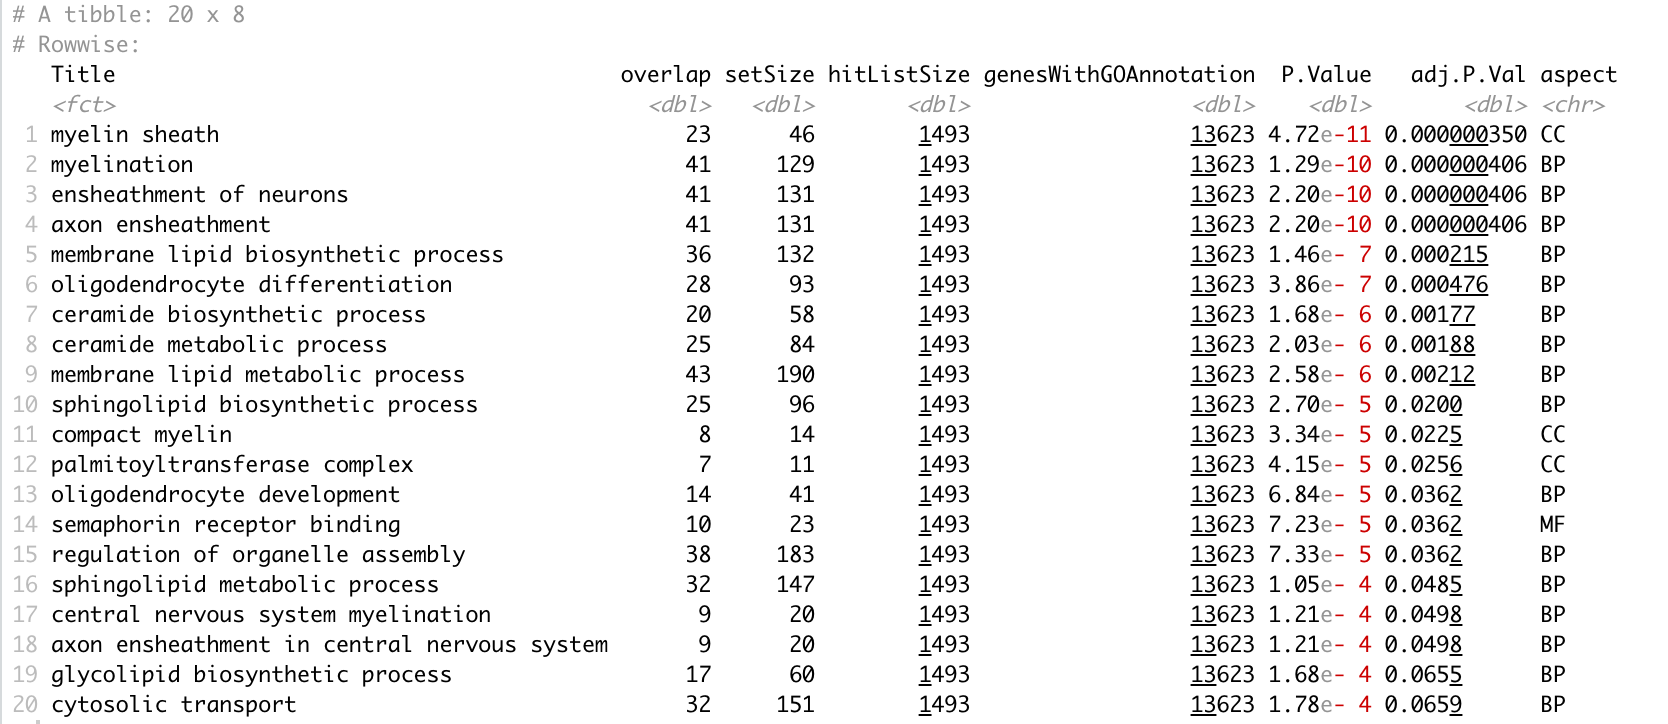 # A tibble: 20 x 8
# Rowwise:
Title overlap setSize hitListSize genesWithGOAnnotation P.Value adj.P.Val aspect
<fct> <dbl> <dbl> <dbl> <dbl> <dbl> <dbl> <chr>
1 myelin sheath 23 46 1493 13623 4.72e-11 0.000000350 CC
2 myelination 41 129 1493 13623 1.29e-10 0.000000406 BP
3 ensheathment of neurons 41 131 1493 13623 2.20e-10 0.000000406 BP
4 axon ensheathment 41 131 1493 13623 2.20e-10 0.000000406 BP
5 membrane lipid biosynthetic process 36 132 1493 13623 1.46e- 7 0.000215 BP
6 oligodendrocyte differentiation 28 93 1493 13623 3.86e- 7 0.000476 BP
7 ceramide biosynthetic process 20 58 1493 13623 1.68e- 6 0.00177 BP
8 ceramide metabolic process 25 84 1493 13623 2.03e- 6 0.00188 BP
9 membrane lipid metabolic process 43 190 1493 13623 2.58e- 6 0.00212 BP
10 sphingolipid biosynthetic process 25 96 1493 13623 2.70e- 5 0.0200 BP
11 compact myelin 8 14 1493 13623 3.34e- 5 0.0225 CC
12 palmitoyltransferase complex 7 11 1493 13623 4.15e- 5 0.0256 CC
13 oligodendrocyte development 14 41 1493 13623 6.84e- 5 0.0362 BP
14 semaphorin receptor binding 10 23 1493 13623 7.23e- 5 0.0362 MF
15 regulation of organelle assembly 38 183 1493 13623 7.33e- 5 0.0362 BP
16 sphingolipid metabolic process 32 147 1493 13623 1.05e- 4 0.0485 BP
17 central nervous system myelination 9 20 1493 13623 1.21e- 4 0.0498 BP
18 axon ensheathment in central nervous system 9 20 1493 13623 1.21e- 4 0.0498 BP
19 glycolipid biosynthetic process 17 60 1493 13623 1.68e- 4 0.0655 BP
20 cytosolic transport 32 151 1493 13623 1.78e- 4 0.0659 BP